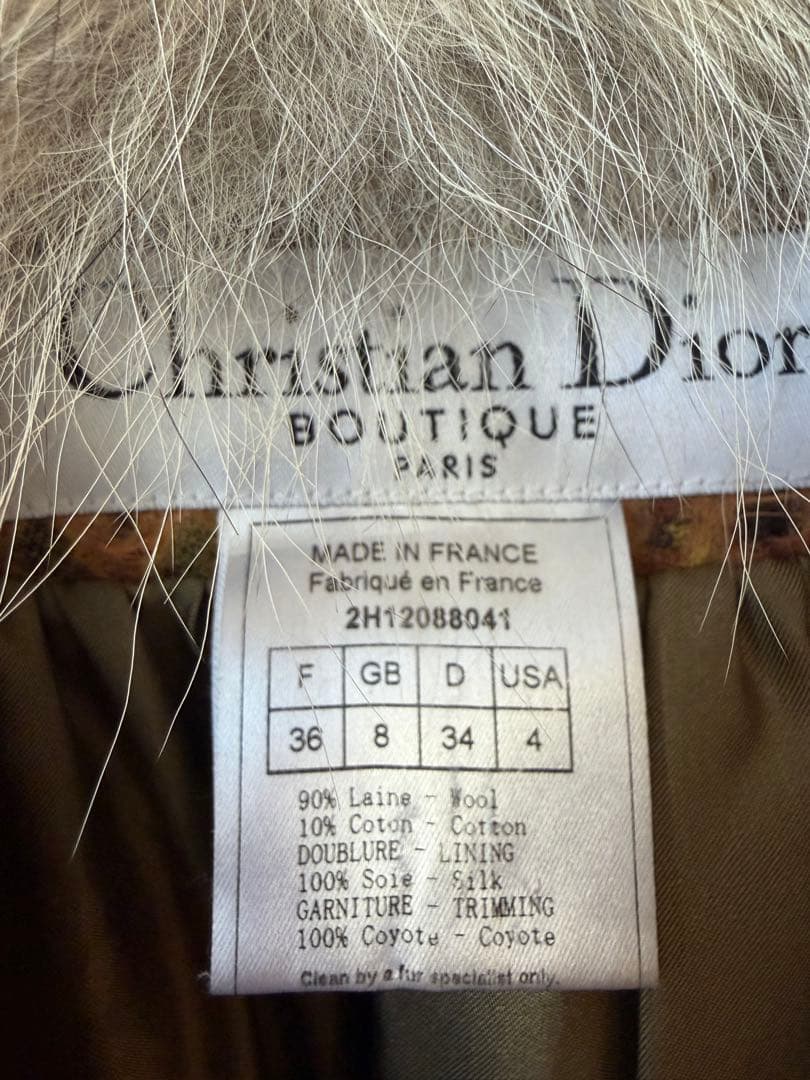 Christian Dior
BOUTIQUE
PARIS
MADE IN FRANCE
Fabriqué en France
2H12088041
F GB D USA
36 8 34 4
90% Laine - Wool
10% Coton - Cotton
DOUBLURE - LINING
100% Soie - Silk
GARNITURE - TRIMMING
100% Coyote - Coyote
Clean by a fur specialist only.